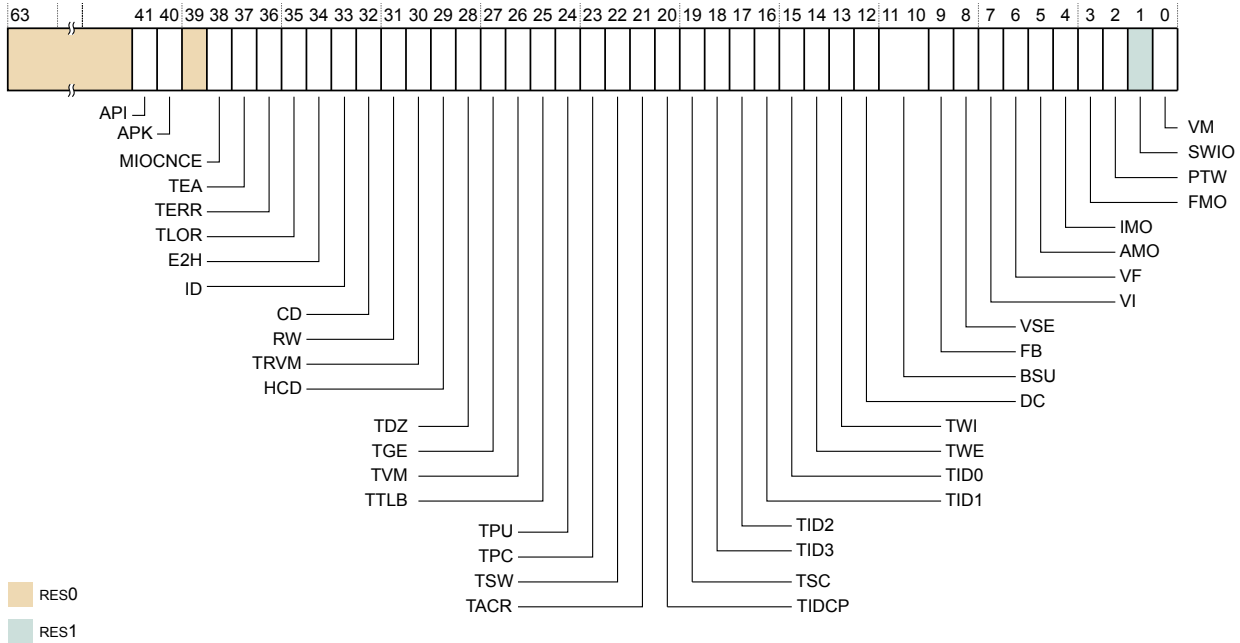 63 41 40 39 38 37 36 35 34 33 32 31 30 29 28 27 26 25 24 23 22 21 20 19 18 17 16 15 14 13 12 11 10 9 8 7 6 5 4 3 2 1 0
API
APK
VM
MIOCNCE
SWIO
TEA
PTW
TERR
FMO
TLOR
IMO
E2H
AMO
ID
VF
VI
CD
VSE
RW
FB
TRVM
BSU
HCD
DC
TDZ
TWI
TGE
TWE
TVM
TID0
TTLB
TID1
TPU
TID2
TPC
TID3
TSW
TSC
TACR
TIDCP
RES0
RES1